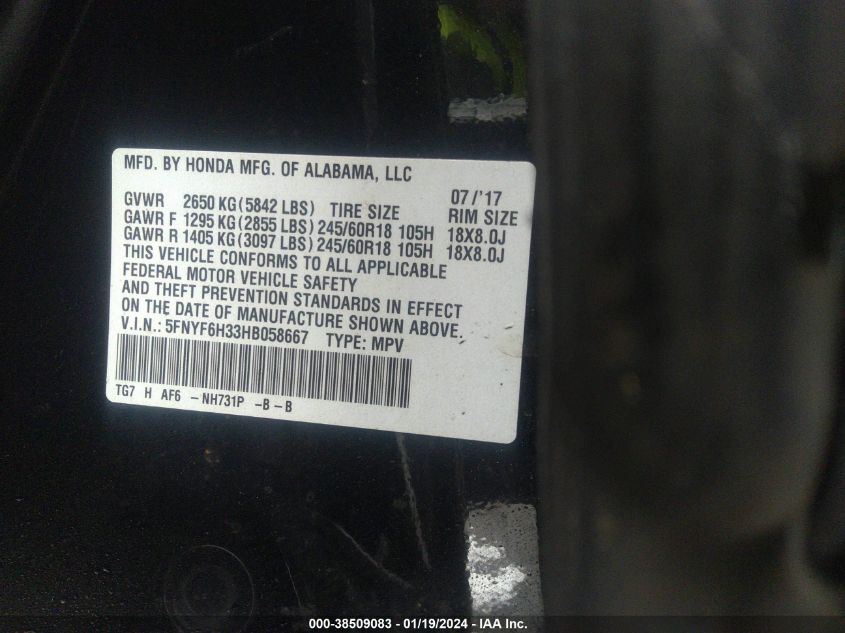 MFD. BY HONDA MFG. OF ALABAMA, LLC
07/'17
GVWR 2650 KG(5842 LBS) TIRE SIZE RIM SIZE
GAWR F 1295 KG(2855 LBS) 245/60R18 105H 18X8.0J
GAWR R 1405 KG(3097 LBS) 245/60R18 105H 18X8.0J
THIS VEHICLE CONFORMS TO ALL APPLICABLE
FEDERAL MOTOR VEHICLE SAFETY
AND THEFT PREVENTION STANDARDS IN EFFECT
ON THE DATE OF MANUFACTURE SHOWN ABOVE.
V.I.N.: 5FNYF6H33HB058667 TYPE: MPV
TG7 H AF6 -NH731P -B-B
000-38509083 - 01/19/2024 - IAA Inc.